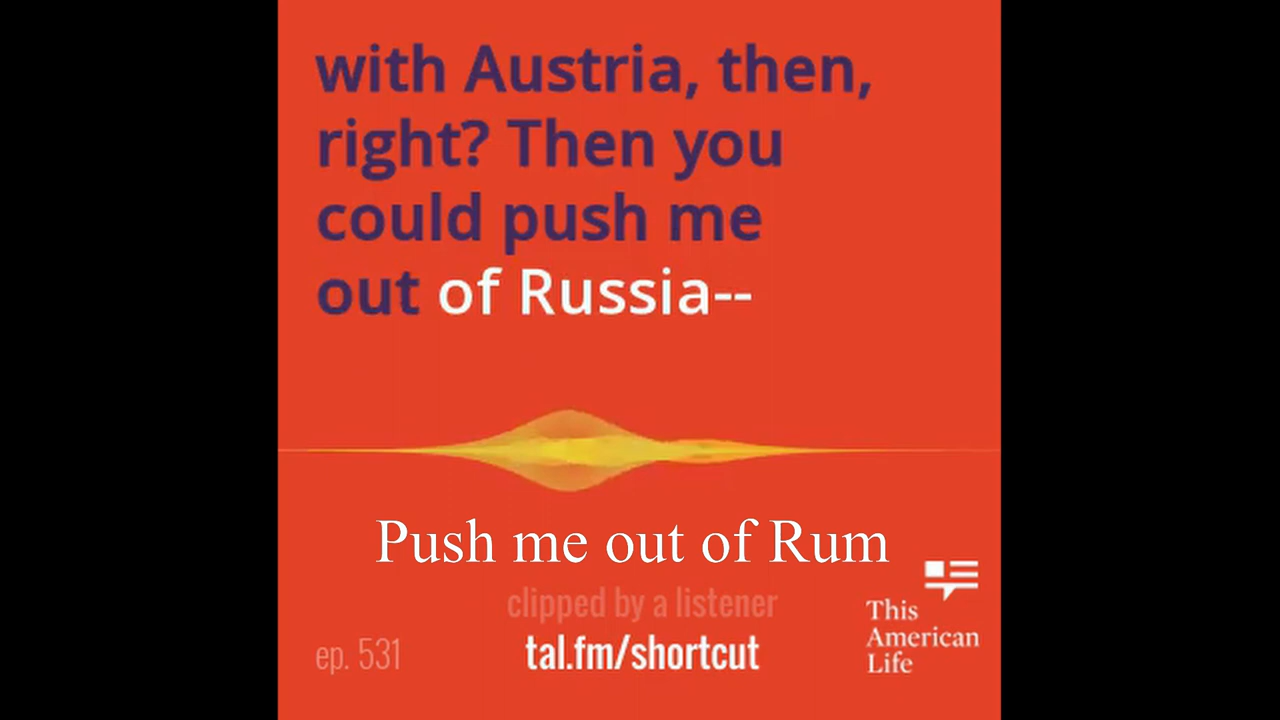 with Austria, then,
right? Then you
could push me
out of Russia--
Push me out of Rum
clipped by a listener
tal.fm/shortcut
ep. 531
This
American
Life